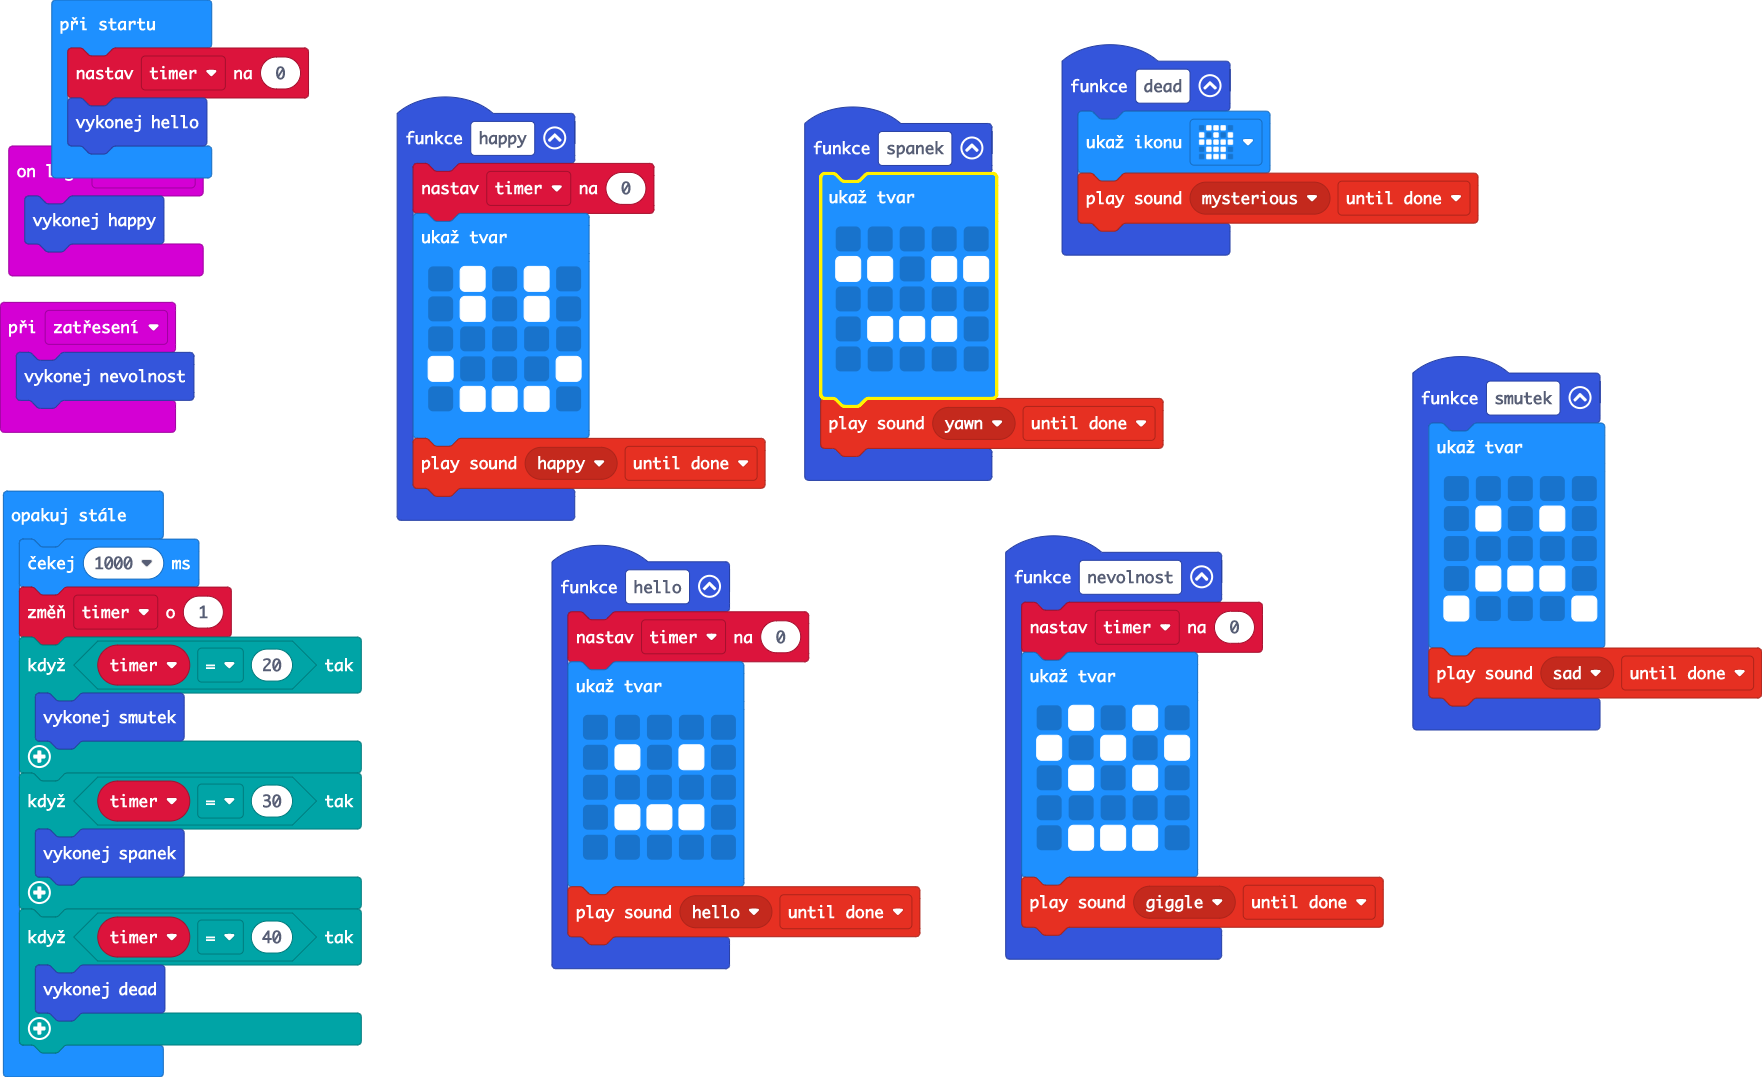 při startu
nastav timer na 0
vykonej hello
on l
vykonej happy
při zatřesení
vykonej nevolnost
opakuj stále
čekej 1000 ms
změň timer o 1
když timer = 20 tak
vykonej smutek
když timer = 30 tak
vykonej spanek
když timer = 40 tak
vykonej dead
funkce happy
nastav timer na 0
ukaž tvar
play sound happy until done
funkce hello
nastav timer na 0
ukaž tvar
play sound hello until done
funkce spanek
ukaž tvar
play sound yawn until done
funkce dead
ukaž ikonu
play sound mysterious until done
funkce nevolnost
nastav timer na 0
ukaž tvar
play sound giggle until done
funkce smutek
ukaž tvar
play sound sad until done